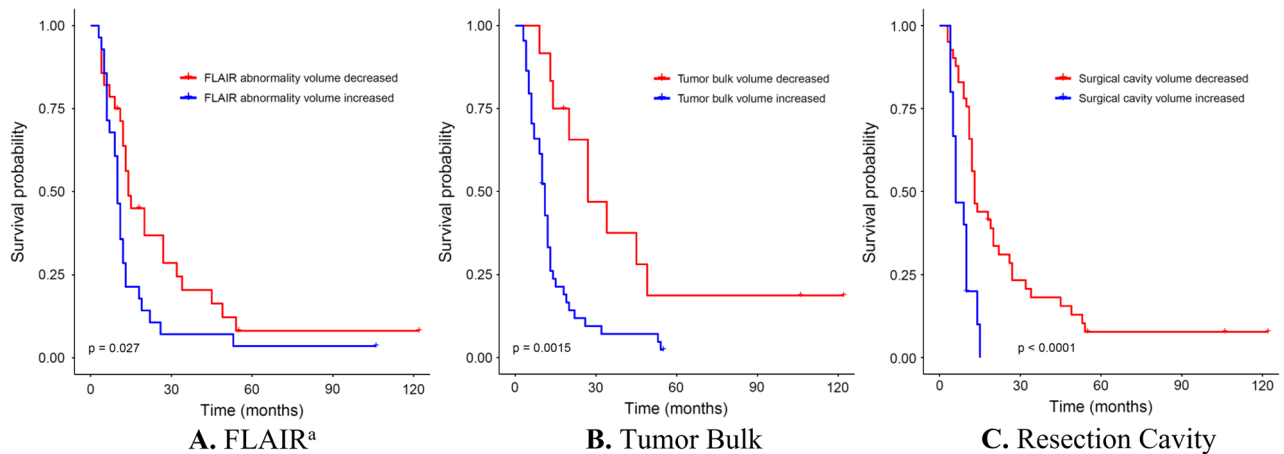 1.00
0.75
0.50
0.25
0.00
Survival probability
FLAIR abnormality volume decreased
FLAIR abnormality volume increased
p = 0.027
0 30 60 90 120
Time (months)
A. FLAIRᵃ
1.00
0.75
0.50
0.25
0.00
Survival probability
Tumor bulk volume decreased
Tumor bulk volume increased
p = 0.0015
0 30 60 90 120
Time (months)
B. Tumor Bulk
1.00
0.75
0.50
0.25
0.00
Survival probability
Surgical cavity volume decreased
Surgical cavity volume increased
p < 0.0001
0 30 60 90 120
Time (months)
C. Resection Cavity